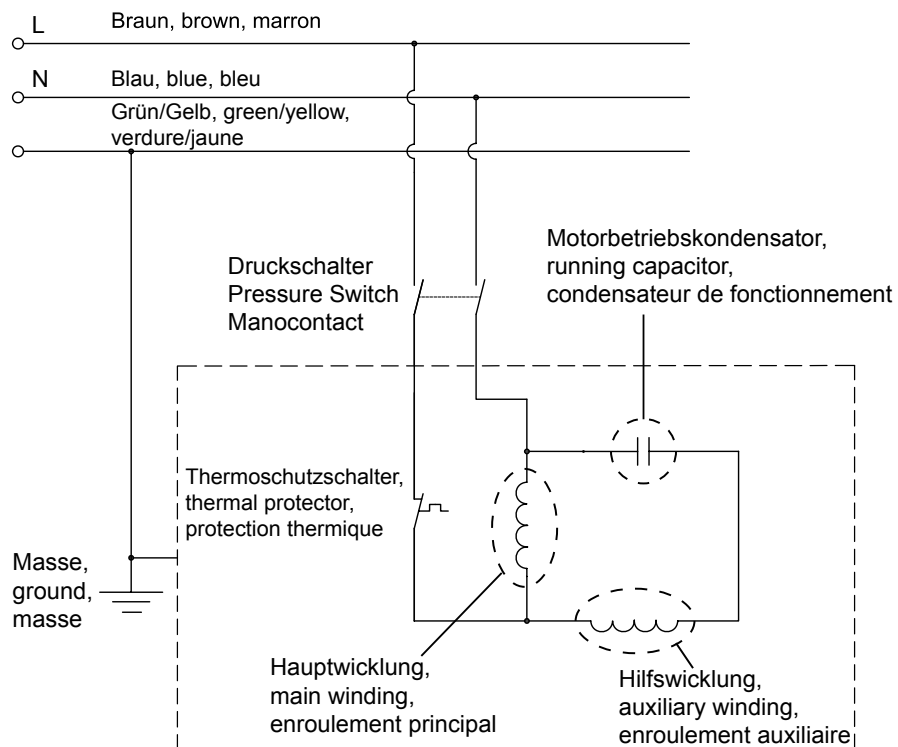 L Braun, brown, marron
N Blau, blue, bleu
Grün/Gelb, green/yellow,
verdure/jaune
Motorbetriebskondensator,
running capacitor,
condensateur de fonctionnement
Druckschalter
Pressure Switch
Manocontact
Thermoschutzschalter,
thermal protector,
protection thermique
Masse,
ground,
masse
Hauptwicklung,
main winding,
enroulement principal
Hilfswicklung,
auxiliary winding,
enroulement auxiliaire